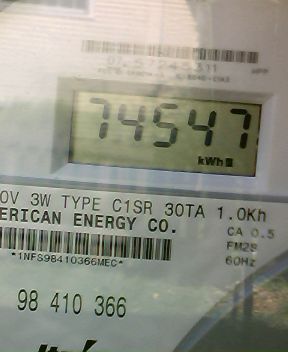 74547
kWh
0V 3W TYPE C1SR 30TA 1.0Kh
ERICAN ENERGY CO.
CA 0.5
FM2S
60Hz
*1NFS98410366MEC*
98 410 366